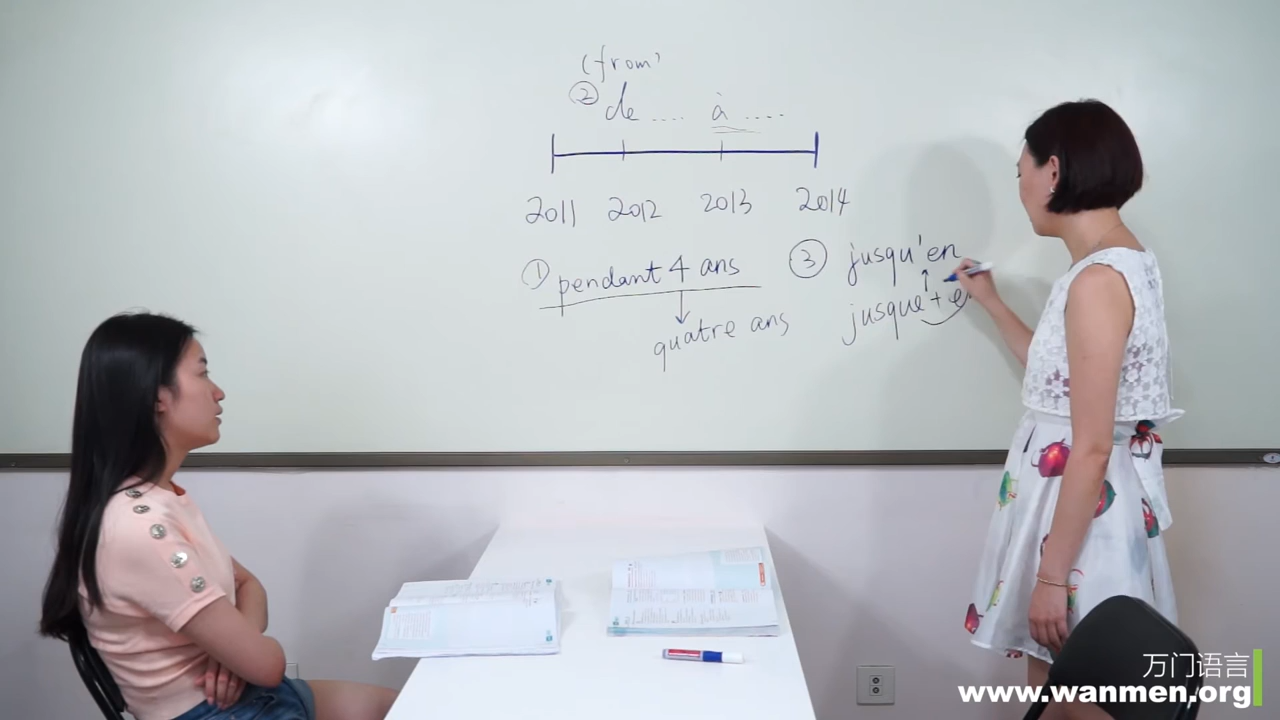 (from)
② de .... à ....
2011 2012 2013 2014
① pendant 4 ans
quatre ans
③ jusqu'en
jusque + en
万门语言
www.wanmen.org